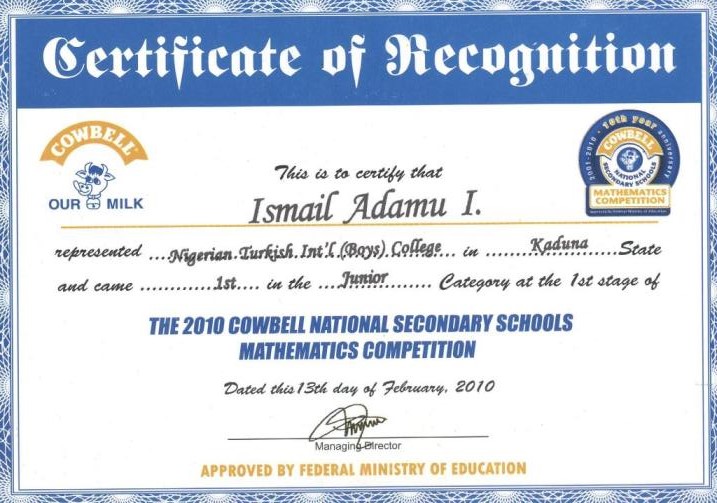 Certificate of Recognition
COWBELL
OUR MILK
10th year anniversary
2001-2010
COWBELL
NATIONAL
SECONDARY SCHOOLS
MATHEMATICS
COMPETITION
Approved by Federal Ministry of Education
This is to certify that
Ismail Adamu I.
represented ....Nigerian.Turkish.Int'l.(Boys).College.... in ......Kaduna......State
and came .............1st.... in the ....Junior........ Category at the 1st stage of
THE 2010 COWBELL NATIONAL SECONDARY SCHOOLS
MATHEMATICS COMPETITION
Dated this 13th day of February, 2010
Managing Director
APPROVED BY FEDERAL MINISTRY OF EDUCATION